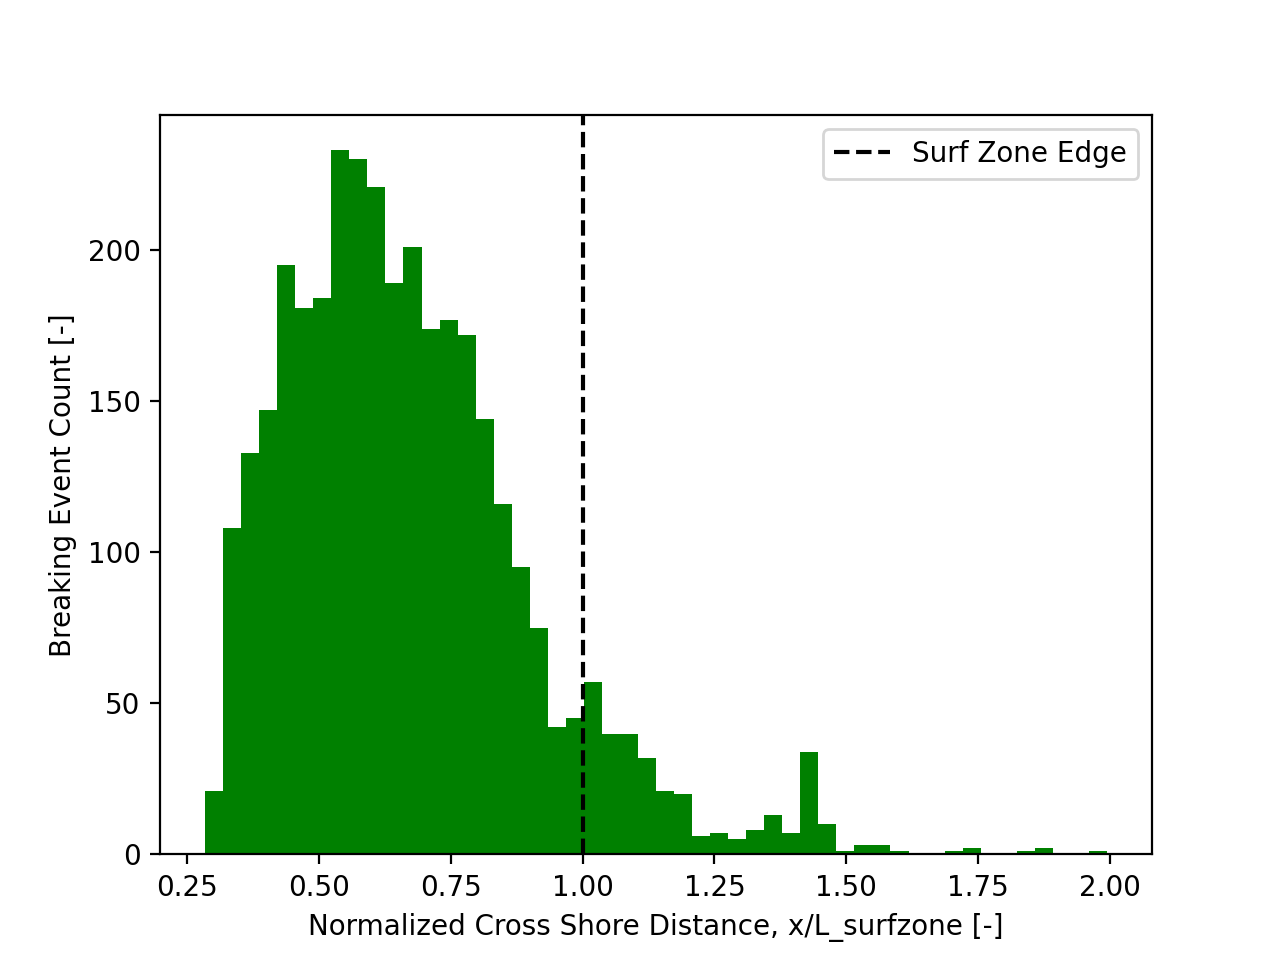 Surf Zone Edge
Breaking Event Count [-]
200
150
100
50
0
0.25 0.50 0.75 1.00 1.25 1.50 1.75 2.00
Normalized Cross Shore Distance, x/L_surfzone [-]